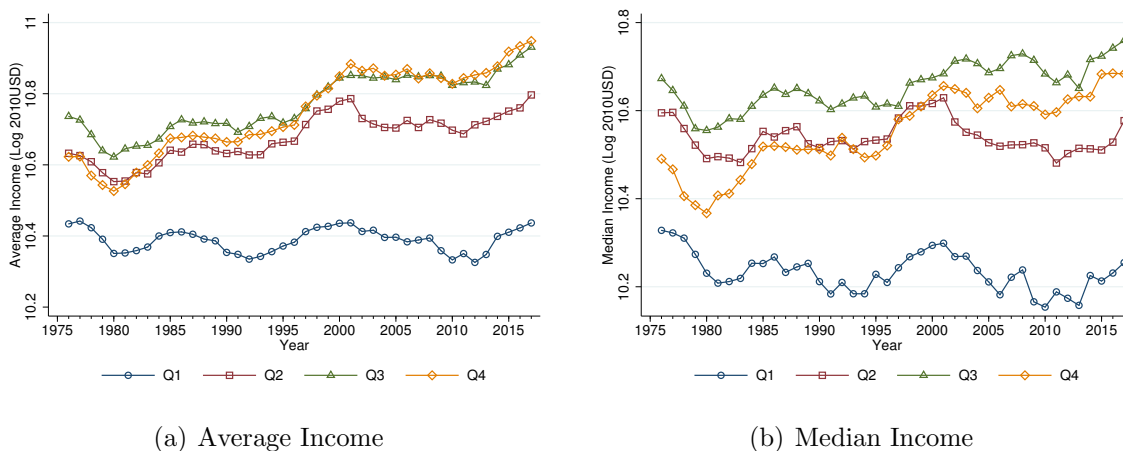 Average Income (Log 2010USD)
11
10.8
10.6
10.4
10.2
1975 1980 1985 1990 1995 2000 2005 2010 2015
Year
Q1 Q2 Q3 Q4
(a) Average Income
Median Income (Log 2010USD)
10.8
10.6
10.4
10.2
1975 1980 1985 1990 1995 2000 2005 2010 2015
Year
Q1 Q2 Q3 Q4
(b) Median Income